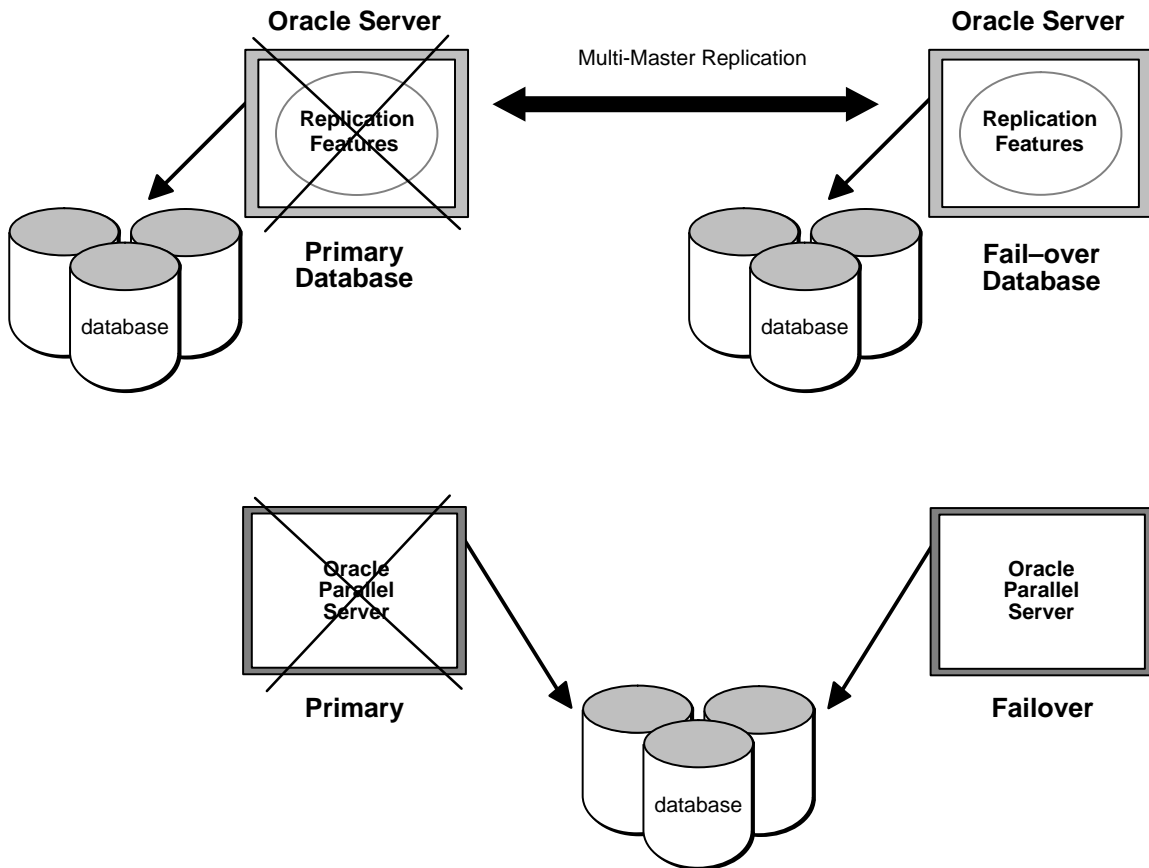 Oracle Server
Oracle Server
Multi-Master Replication
Replication
Features
Replication
Features
Primary
Database
Fail–over
Database
database
database
Oracle
Parallel
Server
Oracle
Parallel
Server
Primary
Failover
database